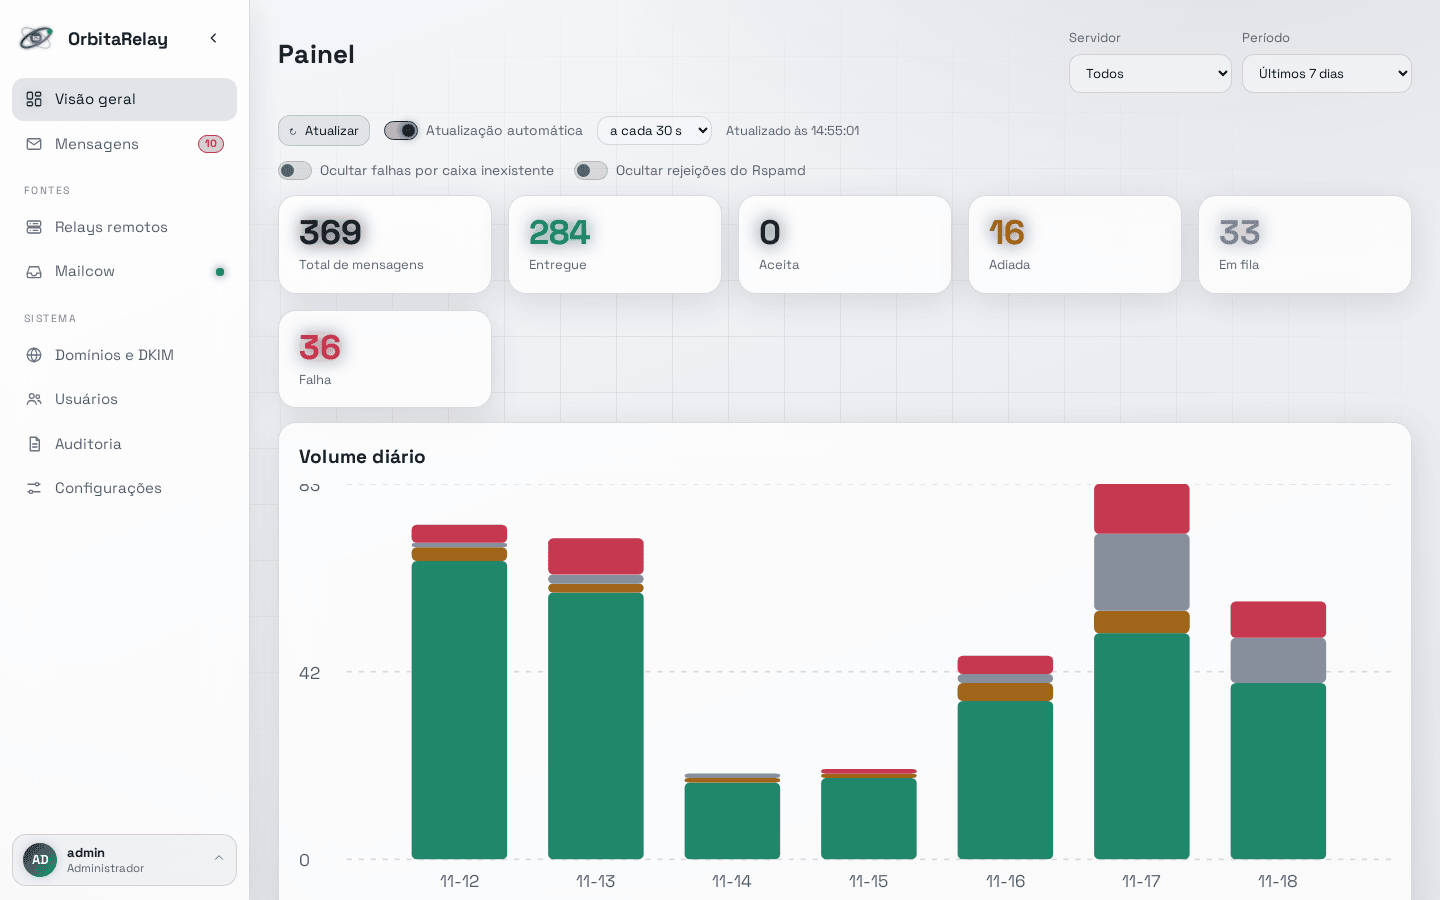 OrbitaRelay
Visão geral
Mensagens 10
FONTES
Relays remotos
Mailcow
SISTEMA
Domínios e DKIM
Usuários
Auditoria
Configurações
AD
admin
Administrador
Painel
Servidor
Todos
Período
Últimos 7 dias
Atualizar
Atualização automática
a cada 30 s
Atualizado às 14:55:01
Ocultar falhas por caixa inexistente
Ocultar rejeições do Rspamd
369
Total de mensagens
284
Entregue
0
Aceita
16
Adiada
33
Em fila
36
Falha
Volume diário
83
42
0
11-12 11-13 11-14 11-15 11-16 11-17 11-18